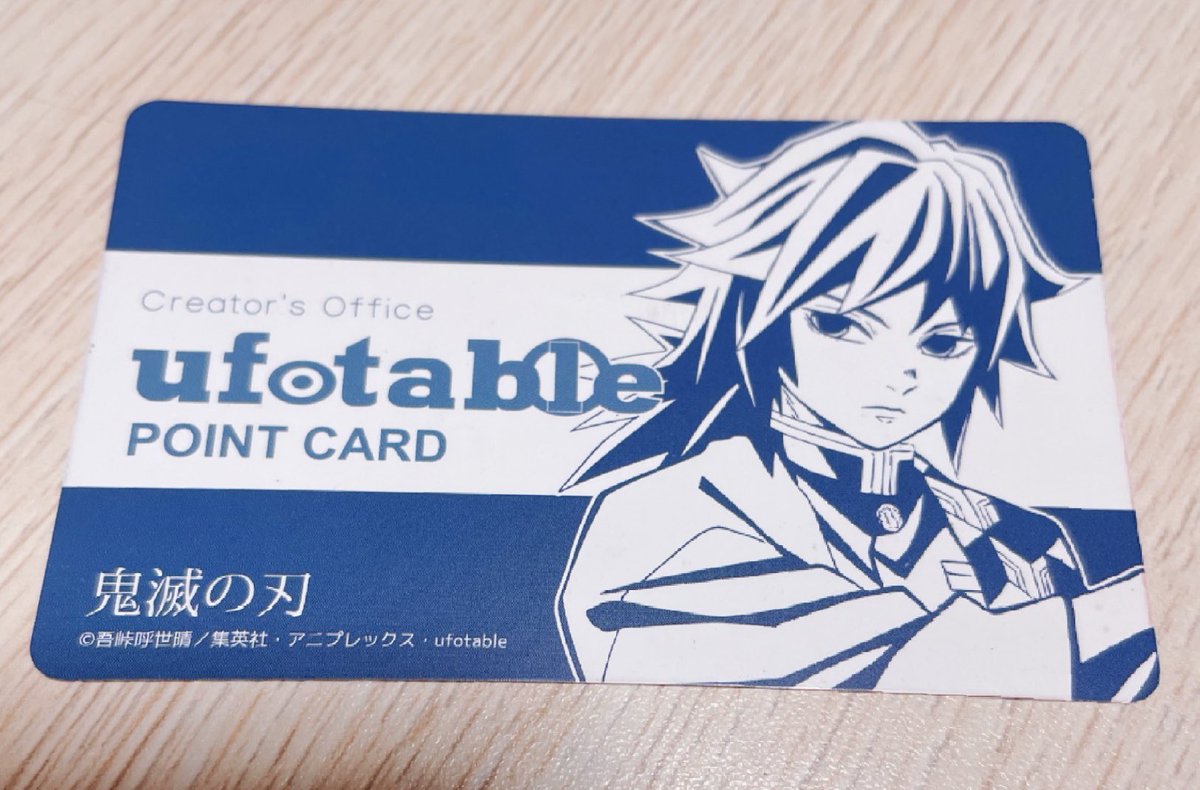 Creator's Office
ufotable
POINT CARD
鬼滅の刃
©吾峠呼世晴／集英社・アニプレックス・ufotable